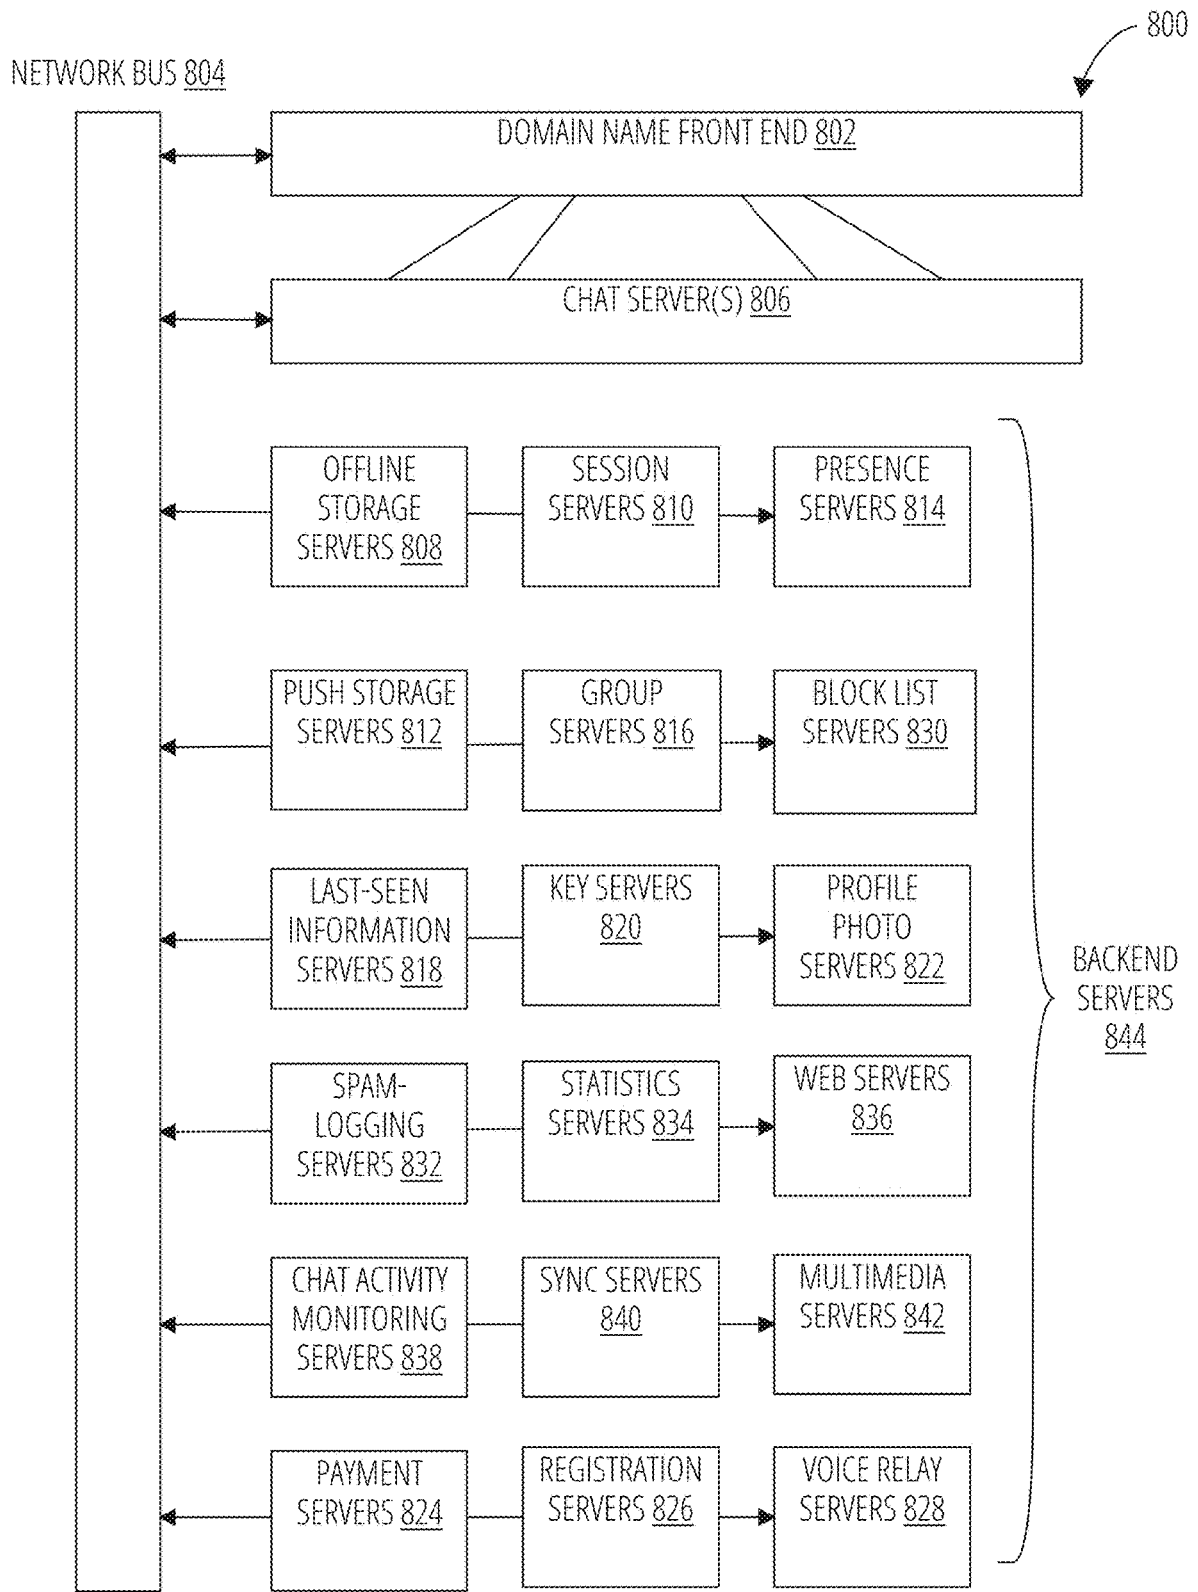 800
NETWORK BUS 804
DOMAIN NAME FRONT END 802
CHAT SERVER(S) 806
OFFLINE
STORAGE
SERVERS 808
SESSION
SERVERS 810
PRESENCE
SERVERS 814
PUSH STORAGE
SERVERS 812
GROUP
SERVERS 816
BLOCK LIST
SERVERS 830
LAST-SEEN
INFORMATION
SERVERS 818
KEY SERVERS
820
PROFILE
PHOTO
SERVERS 822
BACKEND
SERVERS
844
SPAM-
LOGGING
SERVERS 832
STATISTICS
SERVERS 834
WEB SERVERS
836
CHAT ACTIVITY
MONITORING
SERVERS 838
SYNC SERVERS
840
MULTIMEDIA
SERVERS 842
PAYMENT
SERVERS 824
REGISTRATION
SERVERS 826
VOICE RELAY
SERVERS 828